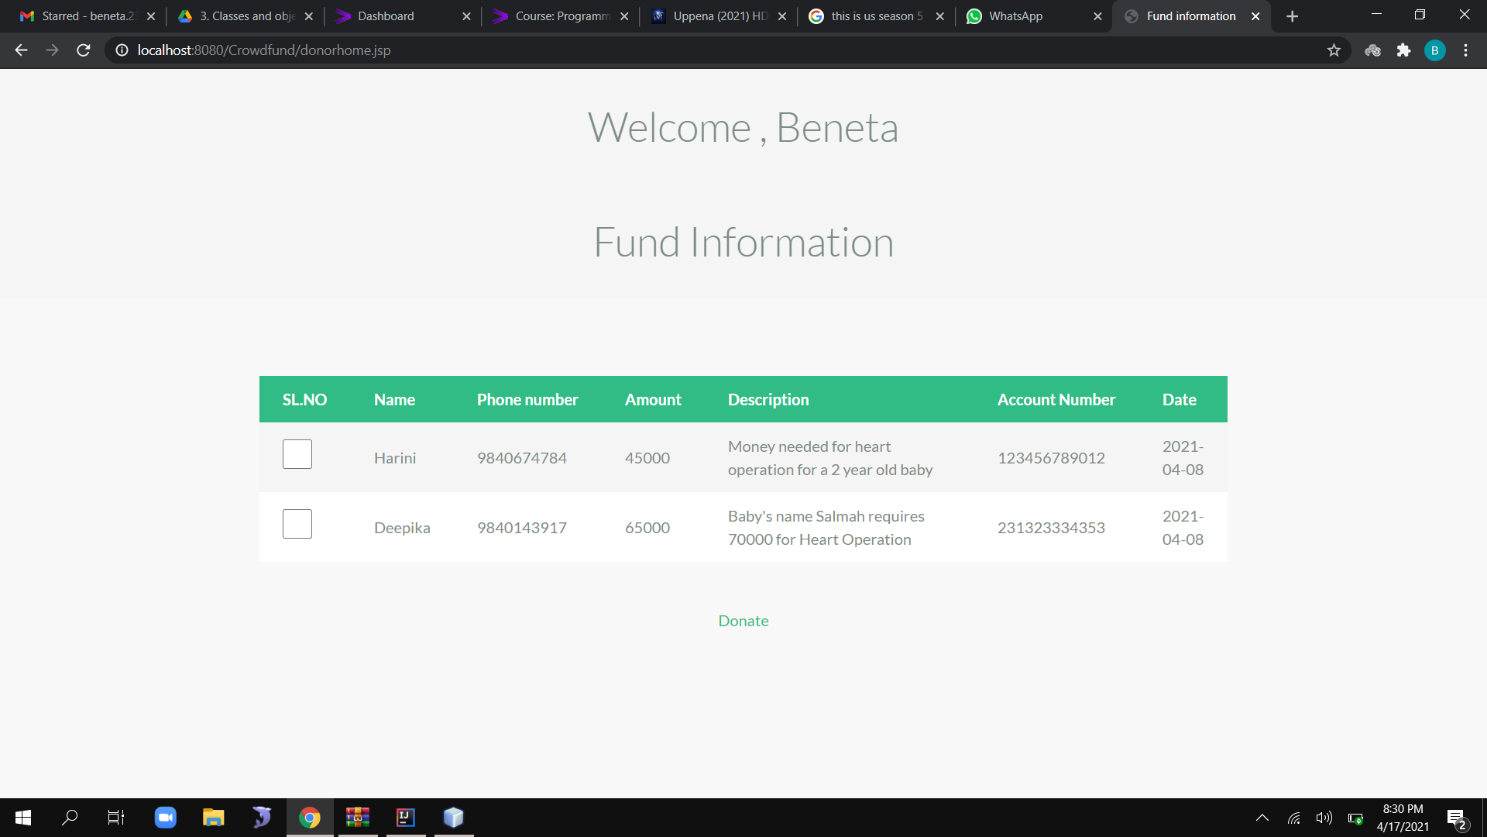 Starred - beneta.2
3. Classes and obje
Dashboard
Course: Programm
Uppena (2021) HD
this is us season 5
WhatsApp
Fund information
localhost:8080/Crowdfund/donorhome.jsp
B
Welcome , Beneta
Fund Information
SL.NO Name Phone number Amount Description Account Number Date
Harini 9840674784 45000 Money needed for heart operation for a 2 year old baby 123456789012 2021-04-08
Deepika 9840143917 65000 Baby's name Salmah requires 70000 for Heart Operation 231323334353 2021-04-08
Donate
IJ
8:30 PM
4/17/2021
2